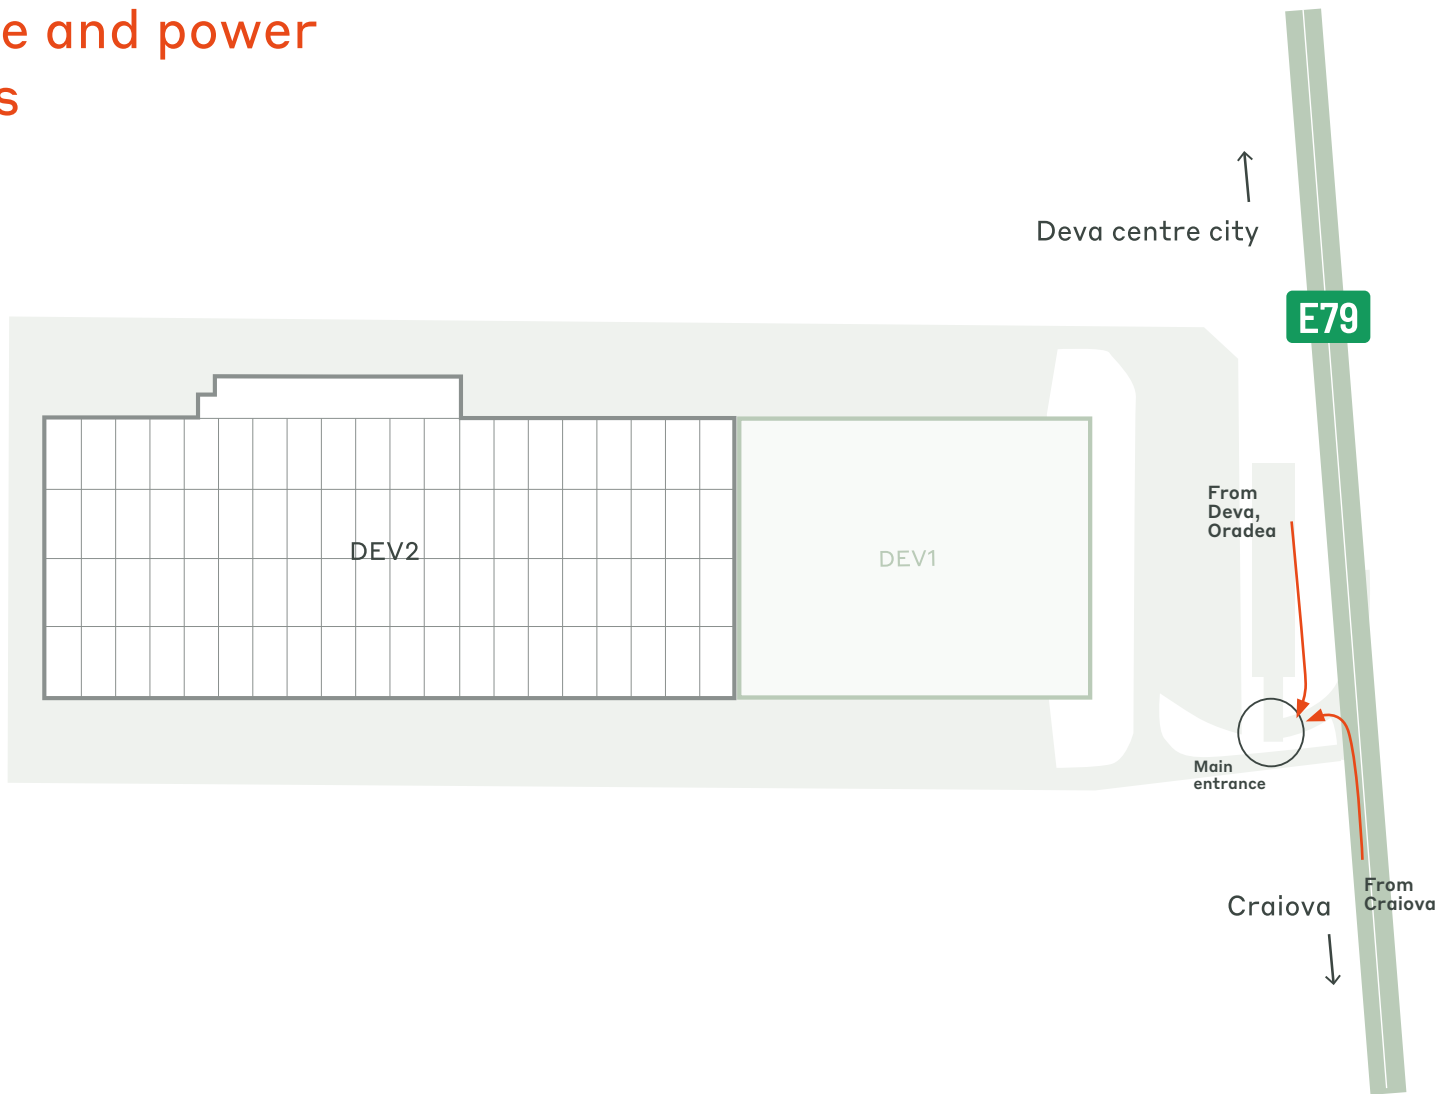 e and power
s
Deva centre city
E79
From
Deva,
Oradea
DEV2
DEV1
Main
entrance
From
Craiova
Craiova